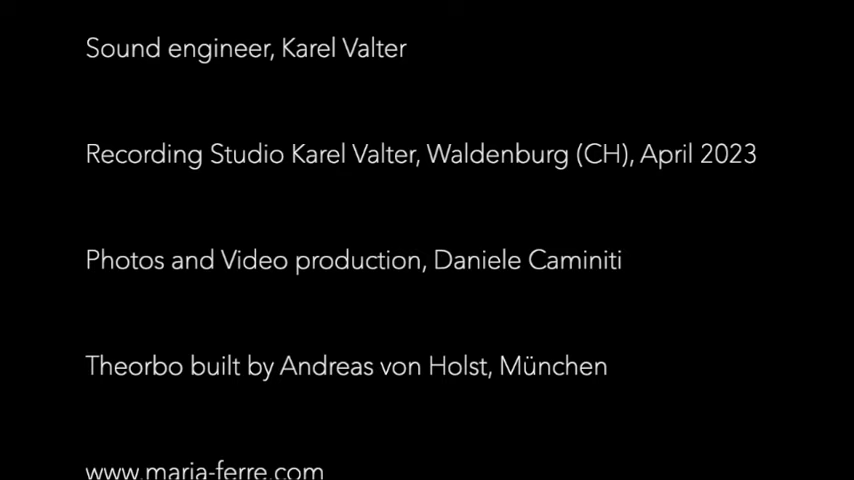 Sound engineer, Karel Valter
Recording Studio Karel Valter, Waldenburg (CH), April 2023
Photos and Video production, Daniele Caminiti
Theorbo built by Andreas von Holst, München
www.maria-ferre.com